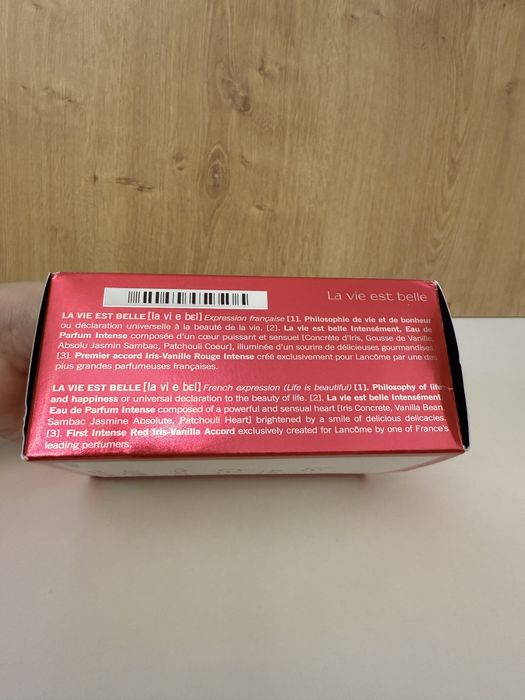 La vie est belle
LA VIE EST BELLE [la vi e bɛl] Expression française [1]. Philosophie de vie et de bonheur
ou déclaration universelle à la beauté de la vie. [2]. La vie est belle Intensément, Eau de
Parfum Intense composée d'un cœur puissant et sensuel [Concrète d'Iris, Gousse de Vanille,
Absolu Jasmin Sambac, Patchouli Coeur], illuminée d'un sourire de délicieuses gourmandises.
[3]. Premier accord Iris-Vanille Rouge Intense créé exclusivement pour Lancôme par une des
plus grandes parfumeuses françaises.
LA VIE EST BELLE [la vi e bɛl] French expression (Life is beautiful) [1]. Philosophy of life
and happiness or universal declaration to the beauty of life. [2]. La vie est belle Intensément,
Eau de Parfum Intense composed of a powerful and sensual heart [Iris Concrete, Vanilla Bean,
Sambac Jasmine Absolute, Patchouli Heart] brightened by a smile of delicious delicacies.
[3]. First Intense Red Iris-Vanilla Accord exclusively created for Lancôme by one of France's
leading perfumers.